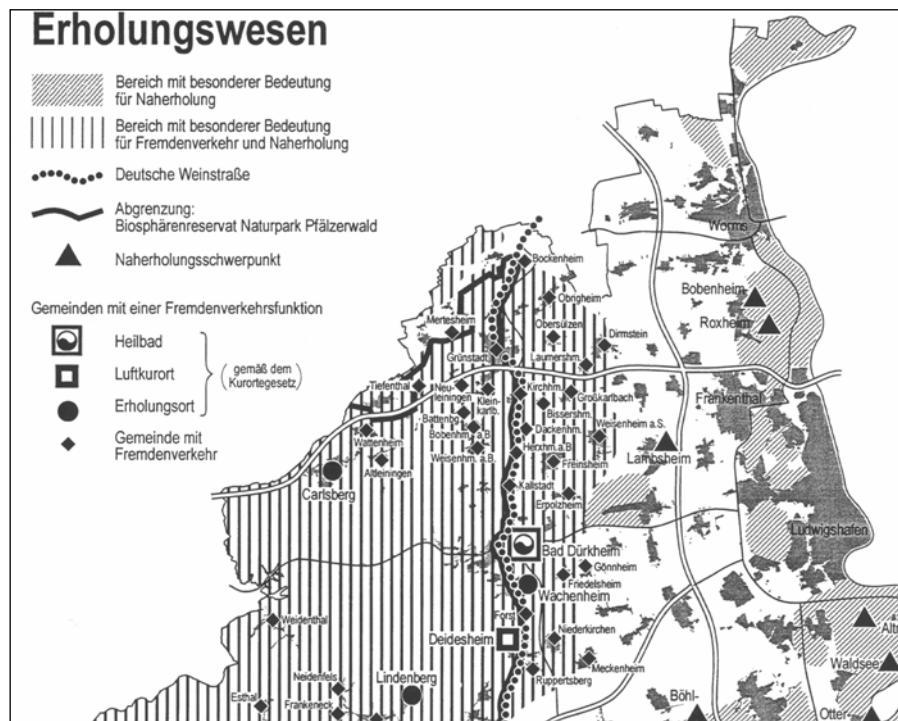 Erholungswesen
Bereich mit besonderer Bedeutung
für Naherholung
Bereich mit besonderer Bedeutung
für Fremdenverkehr und Naherholung
Deutsche Weinstraße
Abgrenzung:
Biosphärenreservat Naturpark Pfälzerwald
Naherholungsschwerpunkt
Gemeinden mit einer Fremdenverkehrsfunktion
Heilbad
Luftkurort
(gemäß dem
Kurortegesetz)
Erholungsort
Gemeinde mit
Fremdenverkehr
Worms
Bockenheim
Bobenheim
Obrigheim
Roxheim
Mertesheim
Obersülzen
Dirmstein
Grünstadt
Laumershm.
Tiefenthal
Neu-
leiningen
Klein-
karlb.
Kirchhm.
Großkarlbach
Frankenthal
Battenbg.
Bissershm.
Bobenhm. a.B
Dackenhm.
Weisenheim a.S.
Wattenheim
Weisenhm. a.B.
Herxhm.a.B
Lambsheim
Altleiningen
Freinsheim
Carlsberg
Kallstadt
Erpolzheim
Ludwigshafen
Bad Dürkheim
Gönnheim
Friedelsheim
Wachenheim
Forst
Weidenthal
Altr
Deidesheim
Niederkirchen
Waldsee
Meckenheim
Ruppertsberg
Neidenfels
Lindenberg
Esthal
Frankeneck
Böhl-
Otter-